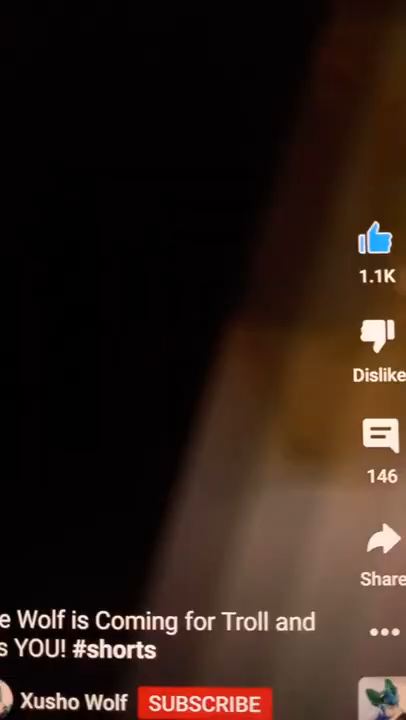 1.1K
Dislike
146
Share
e Wolf is Coming for Troll and
s YOU! #shorts
Xusho Wolf SUBSCRIBE